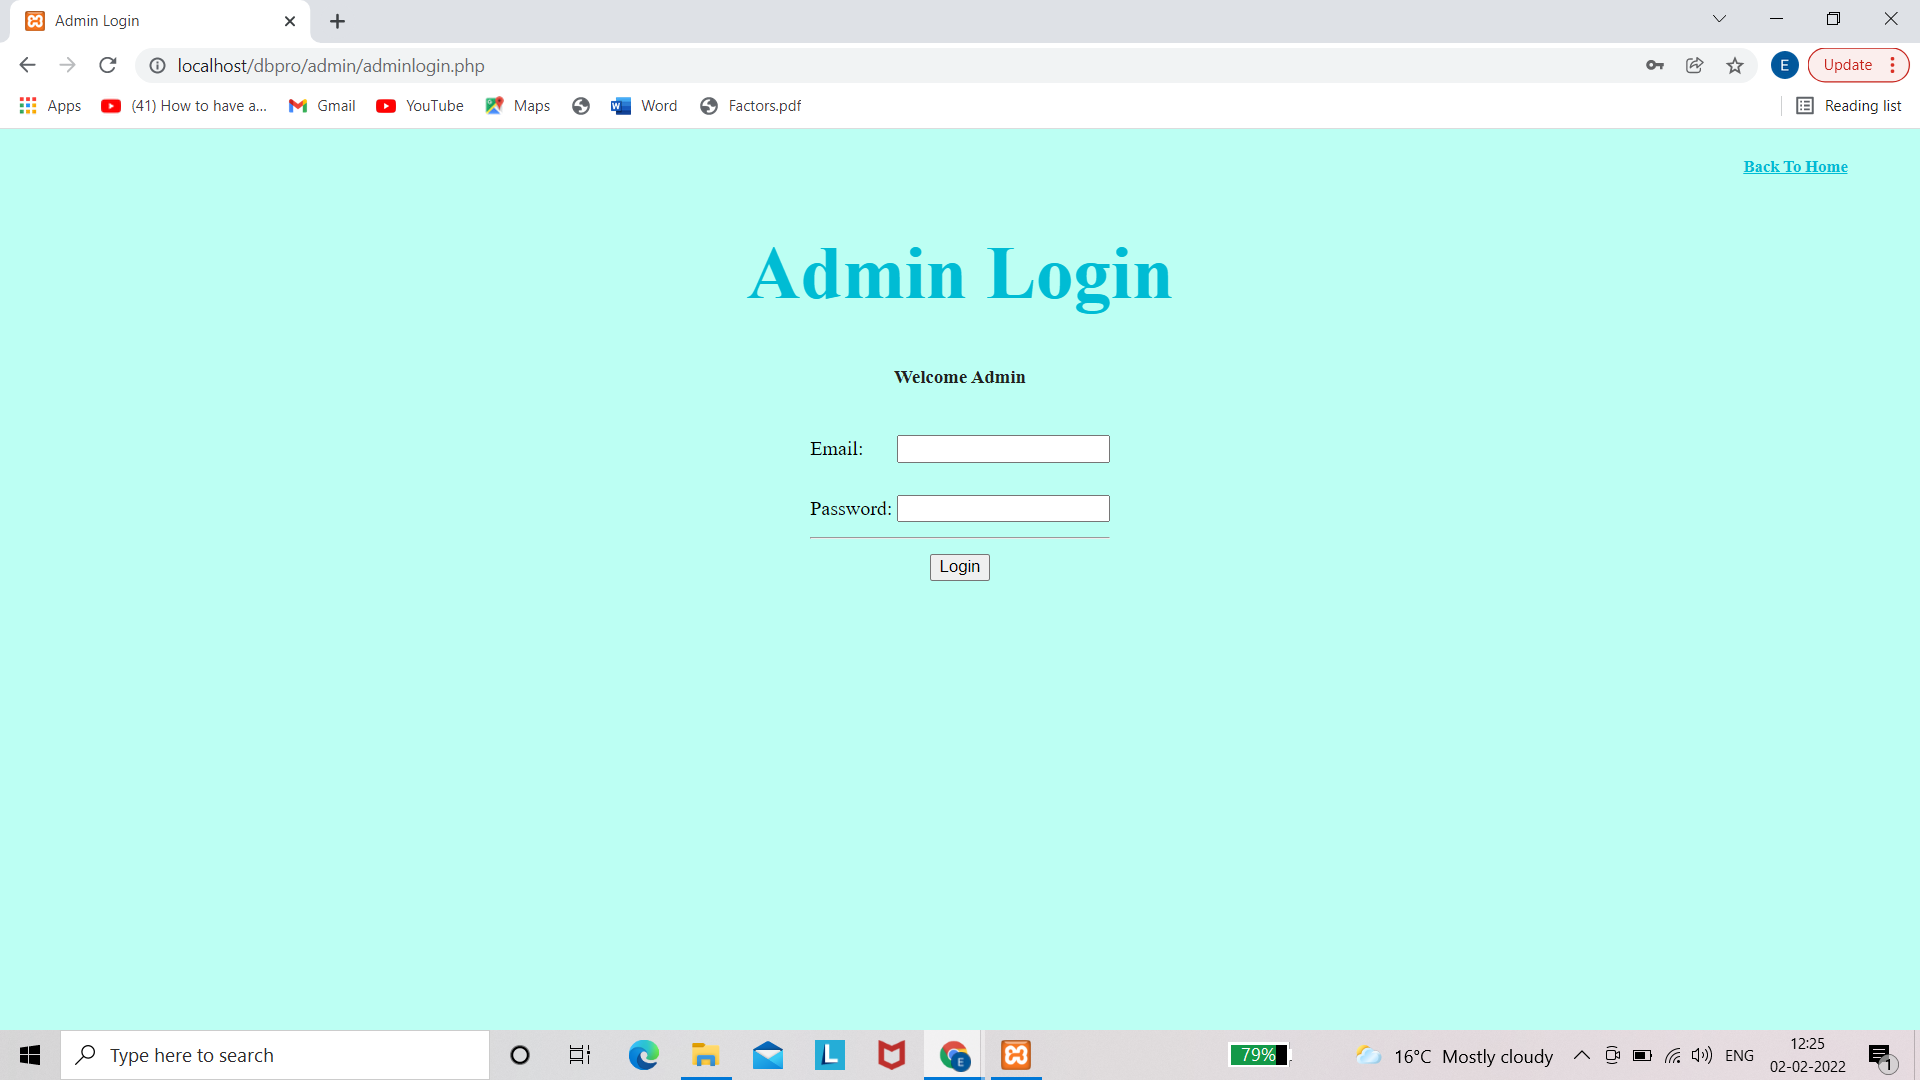 Admin Login
localhost/dbpro/admin/adminlogin.php
E
Update
Apps
(41) How to have a...
Gmail
YouTube
Maps
Word
Factors.pdf
Reading list
Back To Home
Admin Login
Welcome Admin
Email:
Password:
Login
Type here to search
L
E
79%
16°C Mostly cloudy
ENG
12:25
02-02-2022
1